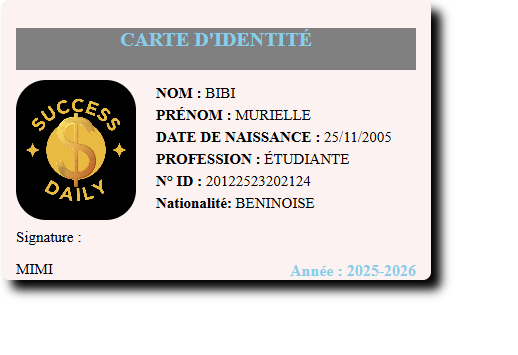 CARTE D'IDENTITÉ
SUCCESS
$
DAILY
NOM : BIBI
PRÉNOM : MURIELLE
DATE DE NAISSANCE : 25/11/2005
PROFESSION : ÉTUDIANTE
N° ID : 20122523202124
Nationalité: BENINOISE
Signature :
MIMI
Année : 2025-2026